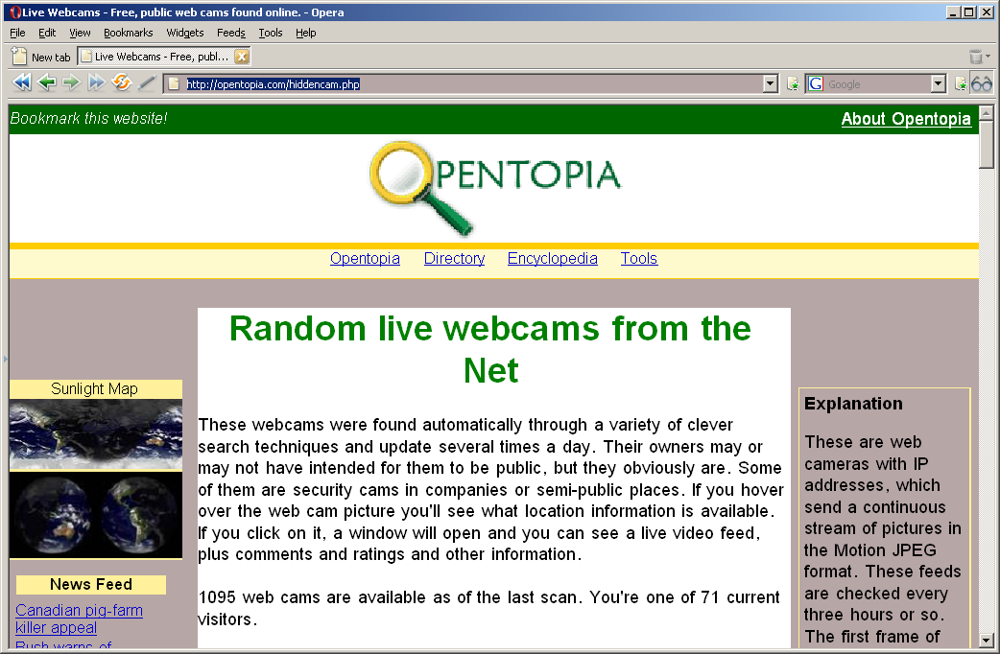 Live Webcams - Free, public web cams found online. - Opera
File Edit View Bookmarks Widgets Feeds Tools Help
New tab Live Webcams - Free, publ...
http://opentopia.com/hiddencam.php G Google
Bookmark this website! About Opentopia
PENTOPIA
Opentopia Directory Encyclopedia Tools
Random live webcams from the
Net
Sunlight Map
News Feed
Canadian pig-farm
killer appeal
Bush warns of
These webcams were found automatically through a variety of clever
search techniques and update several times a day. Their owners may or
may not have intended for them to be public, but they obviously are. Some
of them are security cams in companies or semi-public places. If you hover
over the web cam picture you'll see what location information is available.
If you click on it, a window will open and you can see a live video feed,
plus comments and ratings and other information.
1095 web cams are available as of the last scan. You're one of 71 current
visitors.
Explanation
These are web
cameras with IP
addresses, which
send a continuous
stream of pictures in
the Motion JPEG
format. These feeds
are checked every
three hours or so.
The first frame of